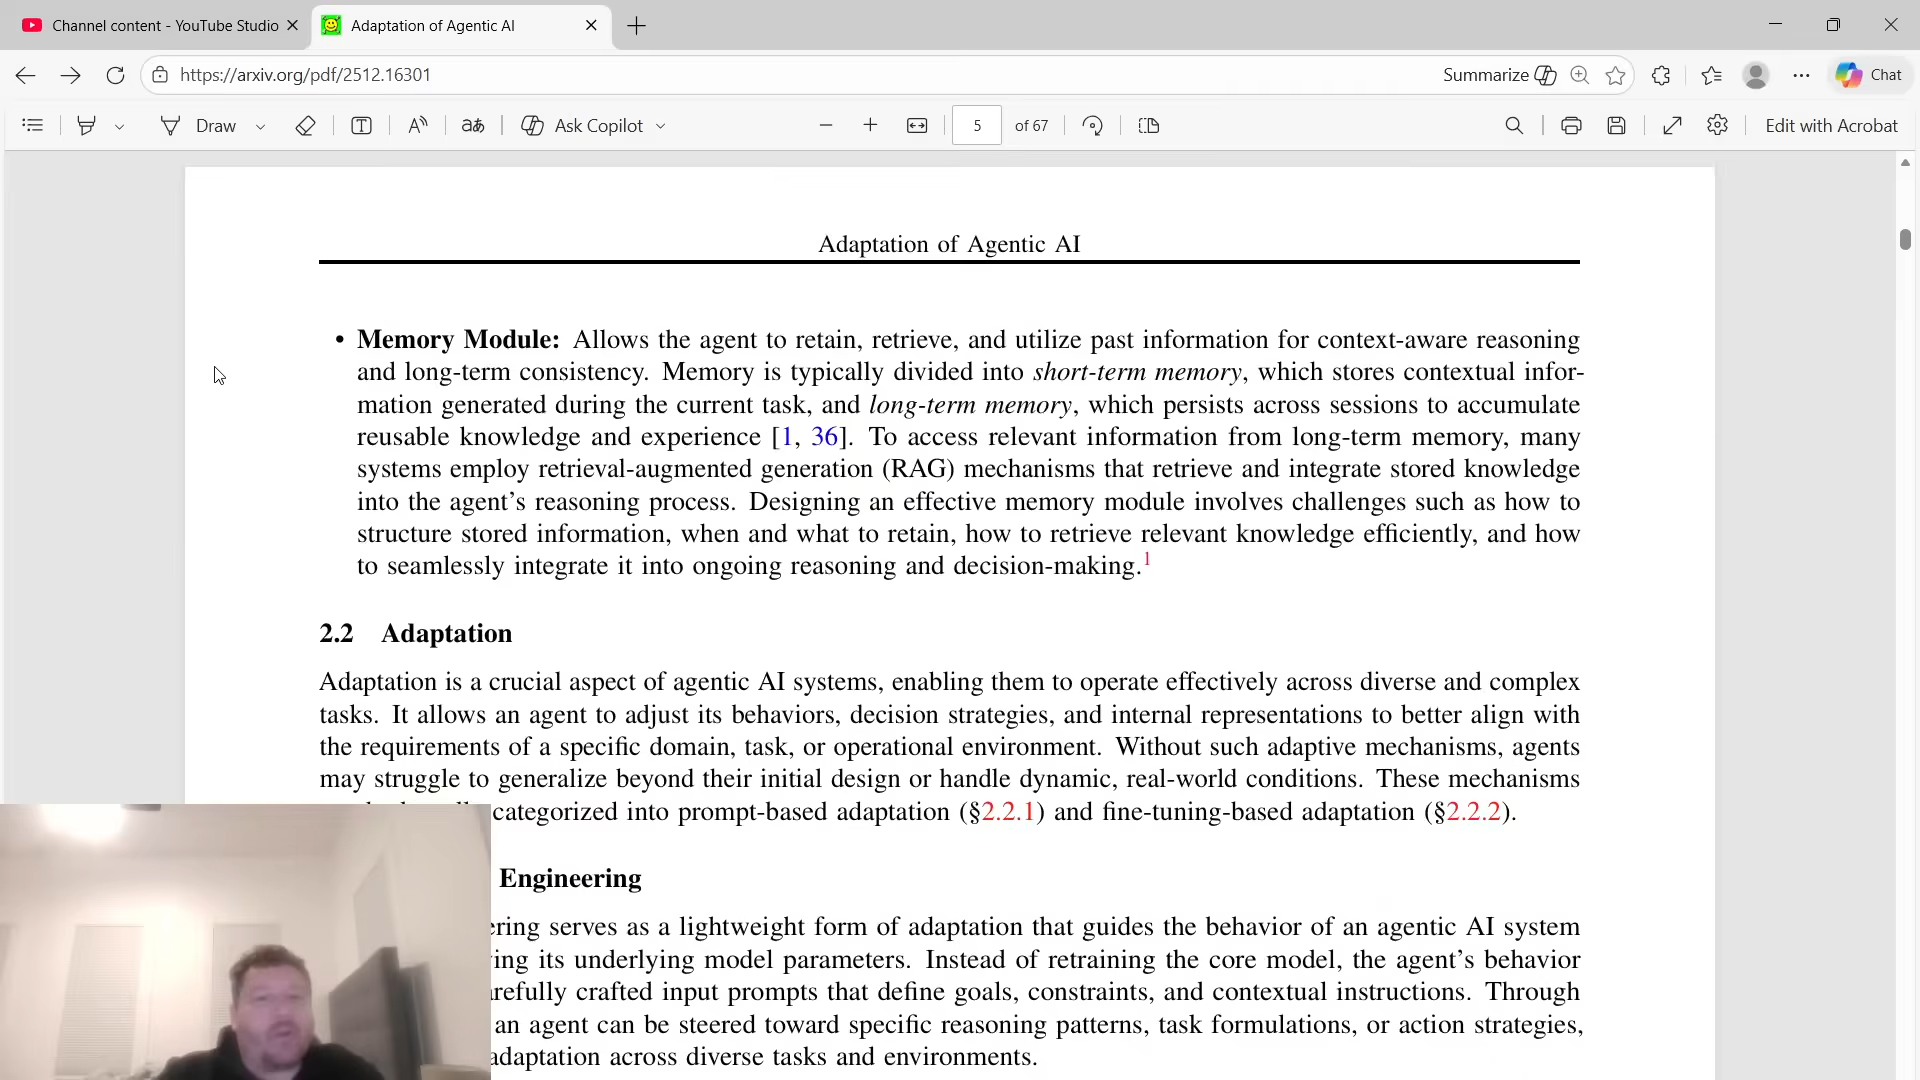 Channel content - YouTube Studio
Adaptation of Agentic AI
https://arxiv.org/pdf/2512.16301
Summarize
Chat
Draw
Ask Copilot
5
of 67
Edit with Acrobat
Adaptation of Agentic AI
• Memory Module: Allows the agent to retain, retrieve, and utilize past information for context-aware reasoning
and long-term consistency. Memory is typically divided into short-term memory, which stores contextual infor-
mation generated during the current task, and long-term memory, which persists across sessions to accumulate
reusable knowledge and experience [1, 36]. To access relevant information from long-term memory, many
systems employ retrieval-augmented generation (RAG) mechanisms that retrieve and integrate stored knowledge
into the agent's reasoning process. Designing an effective memory module involves challenges such as how to
structure stored information, when and what to retain, how to retrieve relevant knowledge efficiently, and how
to seamlessly integrate it into ongoing reasoning and decision-making.1
2.2 Adaptation
Adaptation is a crucial aspect of agentic AI systems, enabling them to operate effectively across diverse and complex
tasks. It allows an agent to adjust its behaviors, decision strategies, and internal representations to better align with
the requirements of a specific domain, task, or operational environment. Without such adaptive mechanisms, agents
may struggle to generalize beyond their initial design or handle dynamic, real-world conditions. These mechanisms
categorized into prompt-based adaptation (§2.2.1) and fine-tuning-based adaptation (§2.2.2).
Engineering
ering serves as a lightweight form of adaptation that guides the behavior of an agentic AI system
ing its underlying model parameters. Instead of retraining the core model, the agent's behavior
refully crafted input prompts that define goals, constraints, and contextual instructions. Through
an agent can be steered toward specific reasoning patterns, task formulations, or action strategies,
adaptation across diverse tasks and environments.